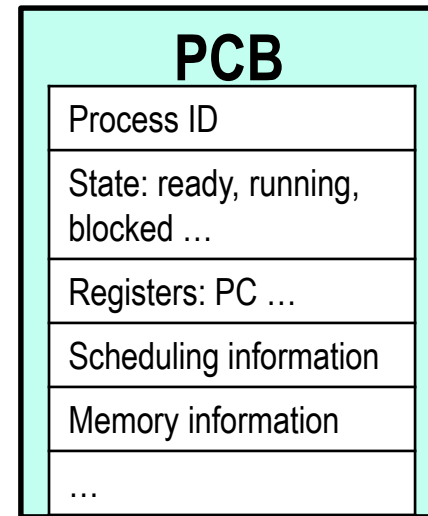 PCB
Process ID
State: ready, running,
blocked …
Registers: PC …
Scheduling information
Memory information
…